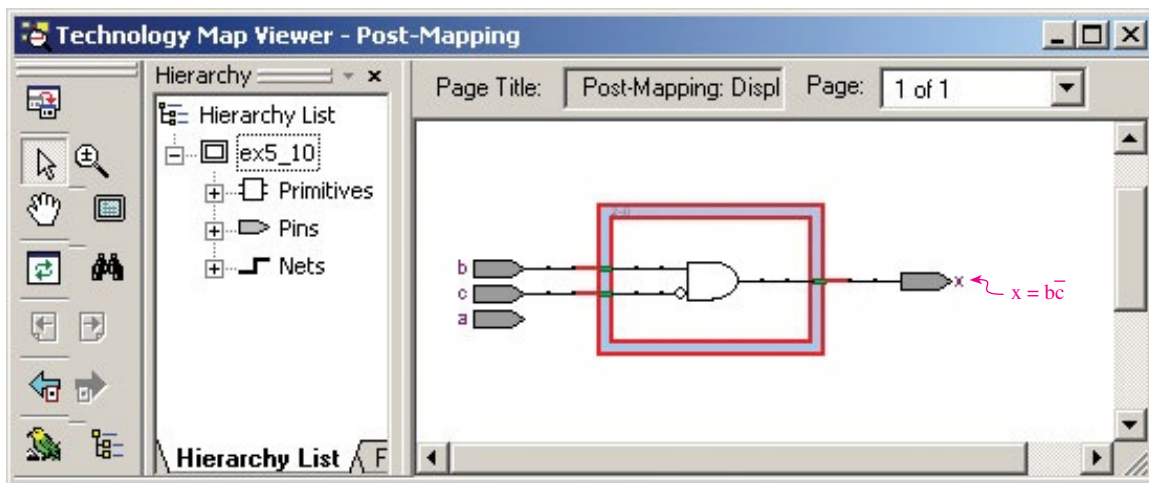 Technology Map Viewer - Post-Mapping
Hierarchy
Page Title: Post-Mapping: Displ Page: 1 of 1
Hierarchy List
ex5_10
Primitives
Pins
Nets
b
c
a
x
x = bc̅
Hierarchy List F